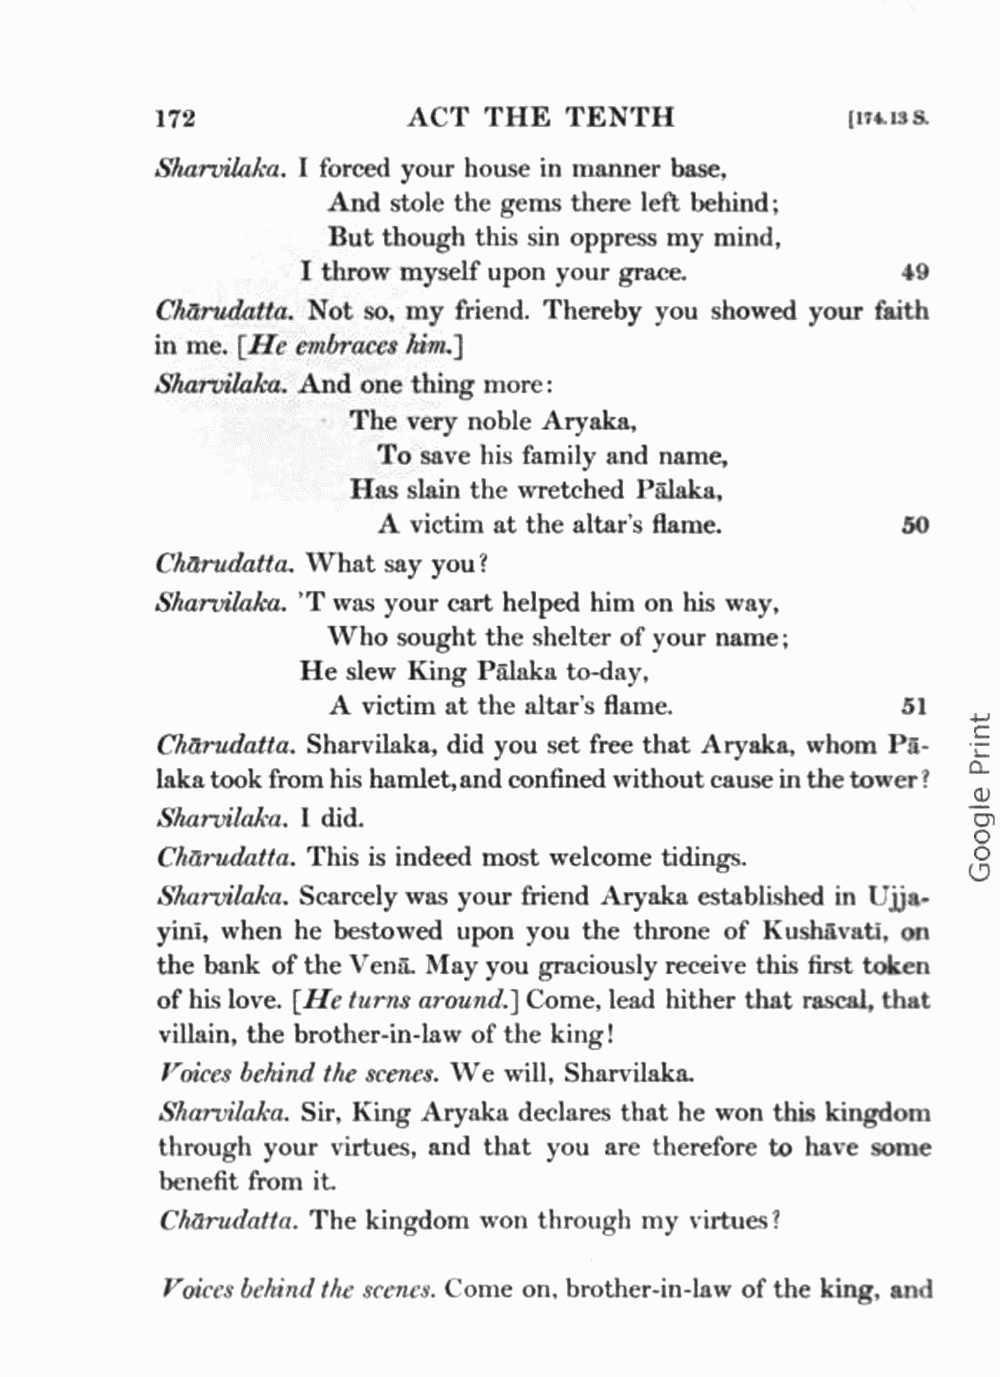 172 ACT THE TENTH [174.13 S.
Sharvilaka. I forced your house in manner base,
And stole the gems there left behind;
But though this sin oppress my mind,
I throw myself upon your grace. 49
Chārudatta. Not so, my friend. Thereby you showed your faith
in me. [He embraces him.]
Sharvilaka. And one thing more:
The very noble Aryaka,
To save his family and name,
Has slain the wretched Pālaka,
A victim at the altar's flame. 50
Chārudatta. What say you?
Sharvilaka. 'T was your cart helped him on his way,
Who sought the shelter of your name;
He slew King Pālaka to-day,
A victim at the altar's flame. 51
Chārudatta. Sharvilaka, did you set free that Aryaka, whom Pā-
laka took from his hamlet, and confined without cause in the tower?
Sharvilaka. I did.
Chārudatta. This is indeed most welcome tidings.
Sharvilaka. Scarcely was your friend Aryaka established in Ujja-
yinī, when he bestowed upon you the throne of Kushāvatī, on
the bank of the Venā. May you graciously receive this first token
of his love. [He turns around.] Come, lead hither that rascal, that
villain, the brother-in-law of the king!
Voices behind the scenes. We will, Sharvilaka.
Sharvilaka. Sir, King Aryaka declares that he won this kingdom
through your virtues, and that you are therefore to have some
benefit from it.
Chārudatta. The kingdom won through my virtues?
Voices behind the scenes. Come on, brother-in-law of the king, and
Google Print